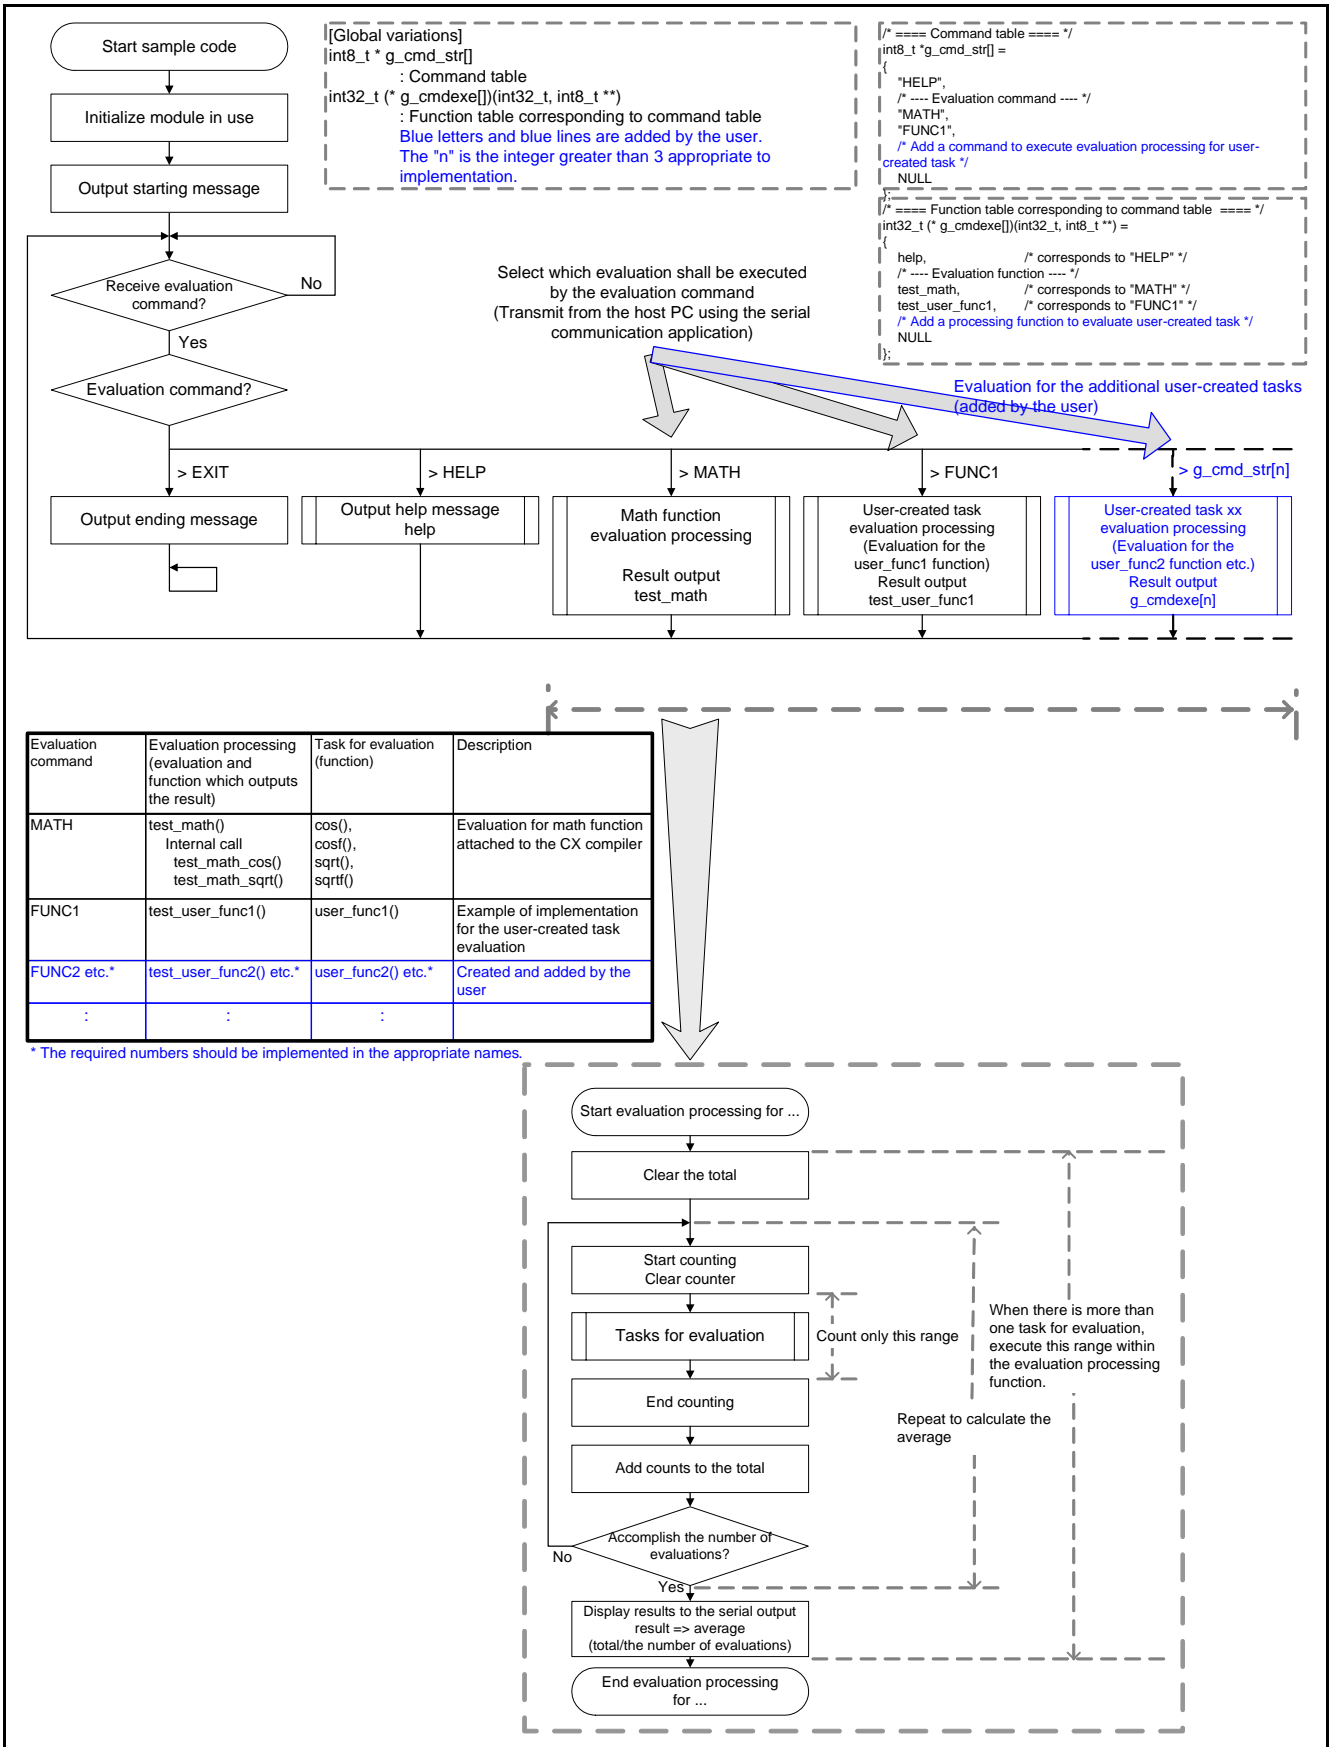 Start sample code
Initialize module in use
Output starting message
Receive evaluation
command?
No
Yes
Evaluation command?
[Global variations]
int8_t * g_cmd_str[]
: Command table
int32_t (* g_cmdexe[])(int32_t, int8_t **)
: Function table corresponding to command table
Blue letters and blue lines are added by the user.
The "n" is the integer greater than 3 appropriate to
implementation.
/* ==== Command table ==== */
int8_t *g_cmd_str[] =
{
"HELP",
/* ---- Evaluation command ---- */
"MATH",
"FUNC1",
/* Add a command to execute evaluation processing for user-
created task */
NULL
};
/* ==== Function table corresponding to command table  ==== */
int32_t (* g_cmdexe[])(int32_t, int8_t **) =
{
help, /* corresponds to "HELP" */
/* ---- Evaluation function ---- */
test_math, /* corresponds to "MATH" */
test_user_func1, /* corresponds to "FUNC1" */
/* Add a processing function to evaluate user-created task */
NULL
};
Select which evaluation shall be executed
by the evaluation command
(Transmit from the host PC using the serial
communication application)
Evaluation for the additional user-created tasks
(added by the user)
> EXIT
> HELP
> MATH
> FUNC1
> g_cmd_str[n]
Output ending message
Output help message
help
Math function
evaluation processing
Result output
test_math
User-created task
evaluation processing
(Evaluation for the
user_func1 function)
Result output
test_user_func1
User-created task xx
evaluation processing
(Evaluation for the
user_func2 function etc.)
Result output
g_cmdexe[n]
Evaluation
command
Evaluation processing
(evaluation and
function which outputs
the result)
Task for evaluation
(function)
Description
MATH
test_math()
Internal call
test_math_cos()
test_math_sqrt()
cos(),
cosf(),
sqrt(),
sqrtf()
Evaluation for math function
attached to the CX compiler
FUNC1
test_user_func1()
user_func1()
Example of implementation
for the user-created task
evaluation
FUNC2 etc.*
test_user_func2() etc.*
user_func2() etc.*
Created and added by the
user
:
:
:
* The required numbers should be implemented in the appropriate names.
Start evaluation processing for ...
Clear the total
Start counting
Clear counter
Tasks for evaluation
Count only this range
End counting
Add counts to the total
Accomplish the number of
evaluations?
No
Yes
When there is more than
one task for evaluation,
execute this range within
the evaluation processing
function.
Repeat to calculate the
average
Display results to the serial output
result => average
(total/the number of evaluations)
End evaluation processing
for ...